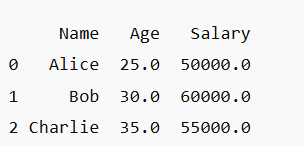 Name Age Salary
0 Alice 25.0 50000.0
1 Bob 30.0 60000.0
2 Charlie 35.0 55000.0